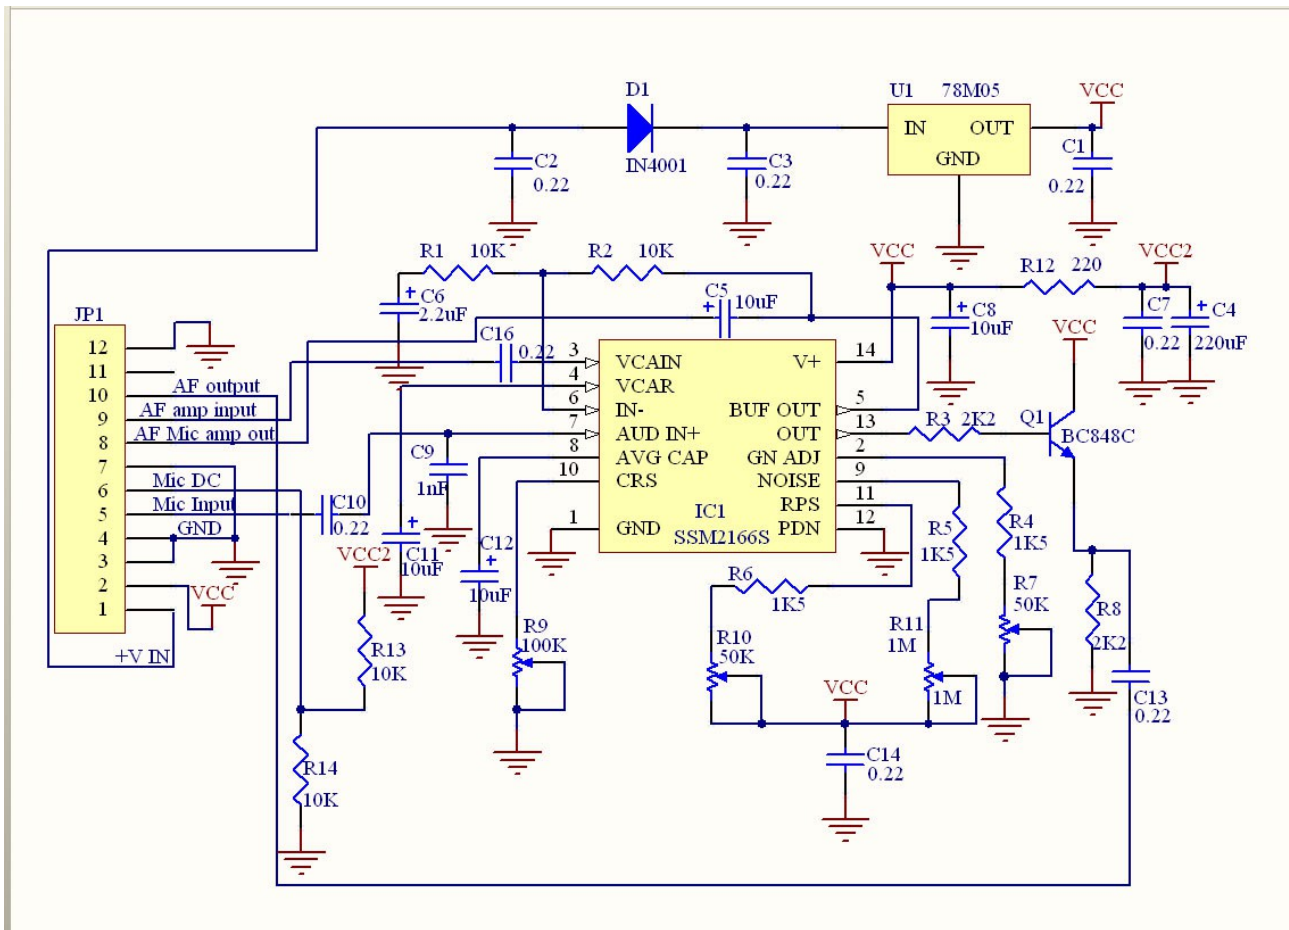 D1
U1 78M05
VCC
IN OUT
GND
C2
0.22
IN4001
C3
0.22
C1
0.22
R1 10K
R2 10K
VCC
R12 220
VCC2
C6
2.2uF
C5
10uF
C8
10uF
C7
0.22
C4
220uF
VCC
JP1
12
11
10
9
8
7
6
5
4
3
2
1
AF output
AF amp input
AF Mic amp out
Mic DC
Mic Input
GND
+V IN
C16
0.22
3 VCAIN
4 VCAR
6 IN-
7 AUD IN+
8 AVG CAP
10 CRS
1 GND
V+ 14
BUF OUT 5
OUT 13
GN ADJ 2
NOISE 9
RPS 11
PDN 12
IC1
SSM2166S
R3 2K2
Q1
BC848C
C9
1nF
C10
0.22
C11
10uF
C12
10uF
VCC2
VCC
R5
1K5
R4
1K5
R6
1K5
R7
50K
R8
2K2
R9
100K
R10
50K
R11
1M
1M
R13
10K
VCC
C13
0.22
C14
0.22
R14
10K